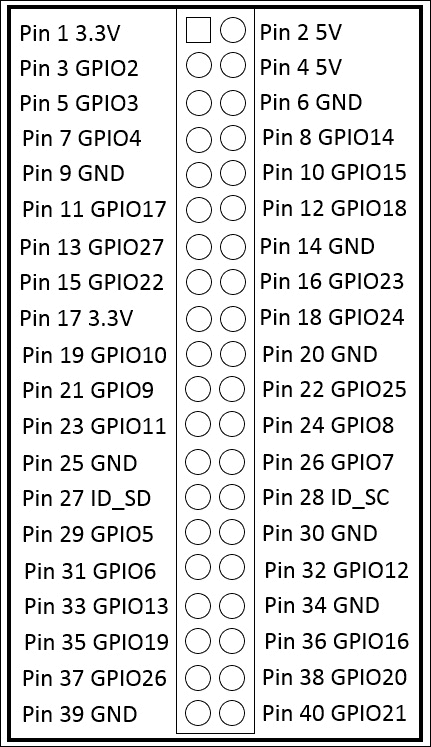 Pin 1 3.3V Pin 2 5V
Pin 3 GPIO2 Pin 4 5V
Pin 5 GPIO3 Pin 6 GND
Pin 7 GPIO4 Pin 8 GPIO14
Pin 9 GND Pin 10 GPIO15
Pin 11 GPIO17 Pin 12 GPIO18
Pin 13 GPIO27 Pin 14 GND
Pin 15 GPIO22 Pin 16 GPIO23
Pin 17 3.3V Pin 18 GPIO24
Pin 19 GPIO10 Pin 20 GND
Pin 21 GPIO9 Pin 22 GPIO25
Pin 23 GPIO11 Pin 24 GPIO8
Pin 25 GND Pin 26 GPIO7
Pin 27 ID_SD Pin 28 ID_SC
Pin 29 GPIO5 Pin 30 GND
Pin 31 GPIO6 Pin 32 GPIO12
Pin 33 GPIO13 Pin 34 GND
Pin 35 GPIO19 Pin 36 GPIO16
Pin 37 GPIO26 Pin 38 GPIO20
Pin 39 GND Pin 40 GPIO21